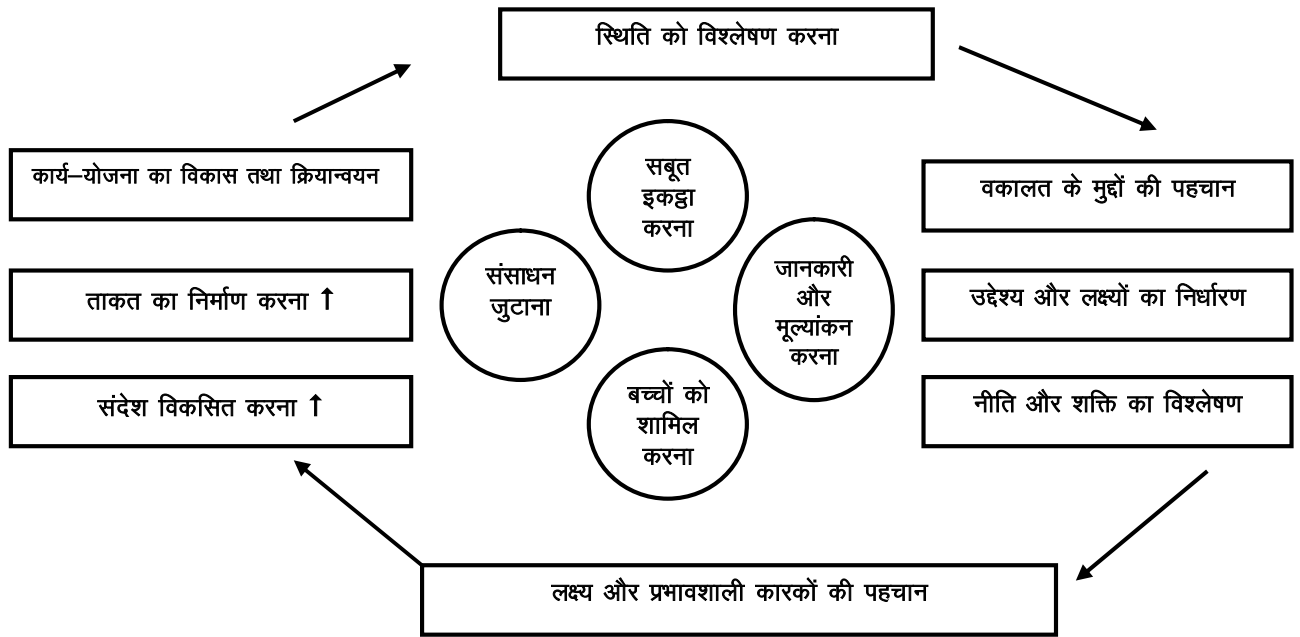 स्थिति को विश्लेषण करना
कार्य–योजना का विकास तथा क्रियान्वयन
वकालत के मुद्दों की पहचान
सबूत
इकट्ठा
करना
संसाधन
जुटाना
जानकारी
और
मूल्यांकन
करना
बच्चों को
शामिल
करना
ताकत का निर्माण करना ↑
उद्देश्य और लक्ष्यों का निर्धारण
संदेश विकसित करना ↑
नीति और शक्ति का विश्लेषण
लक्ष्य और प्रभावशाली कारकों की पहचान